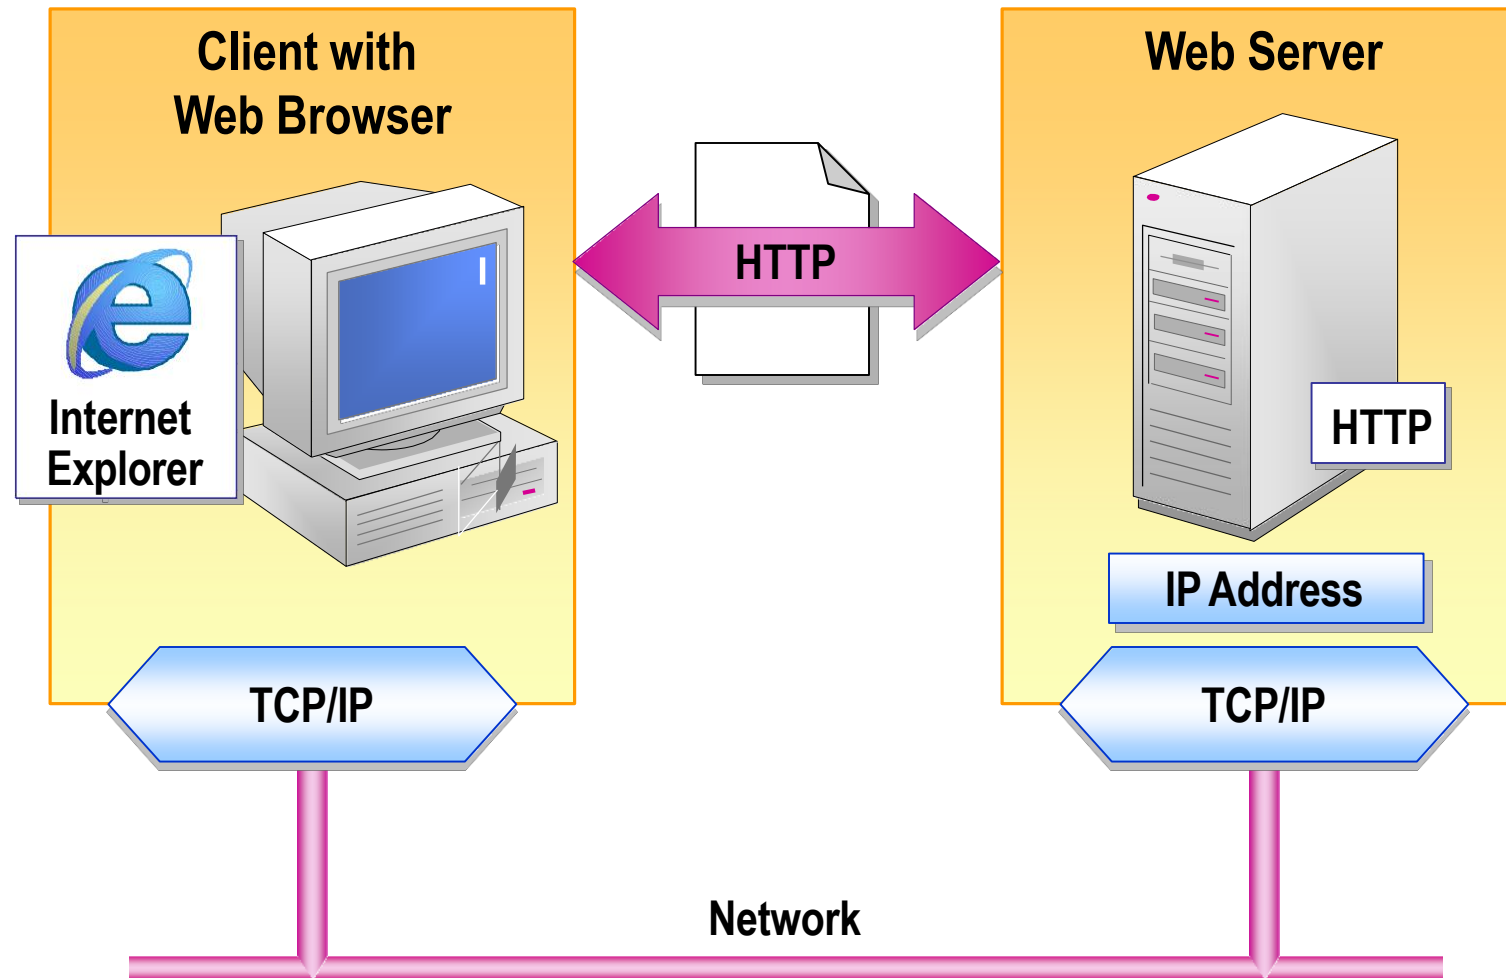 Client with
Web Browser
Internet
Explorer
TCP/IP
HTTP
Web Server
HTTP
IP Address
TCP/IP
Network